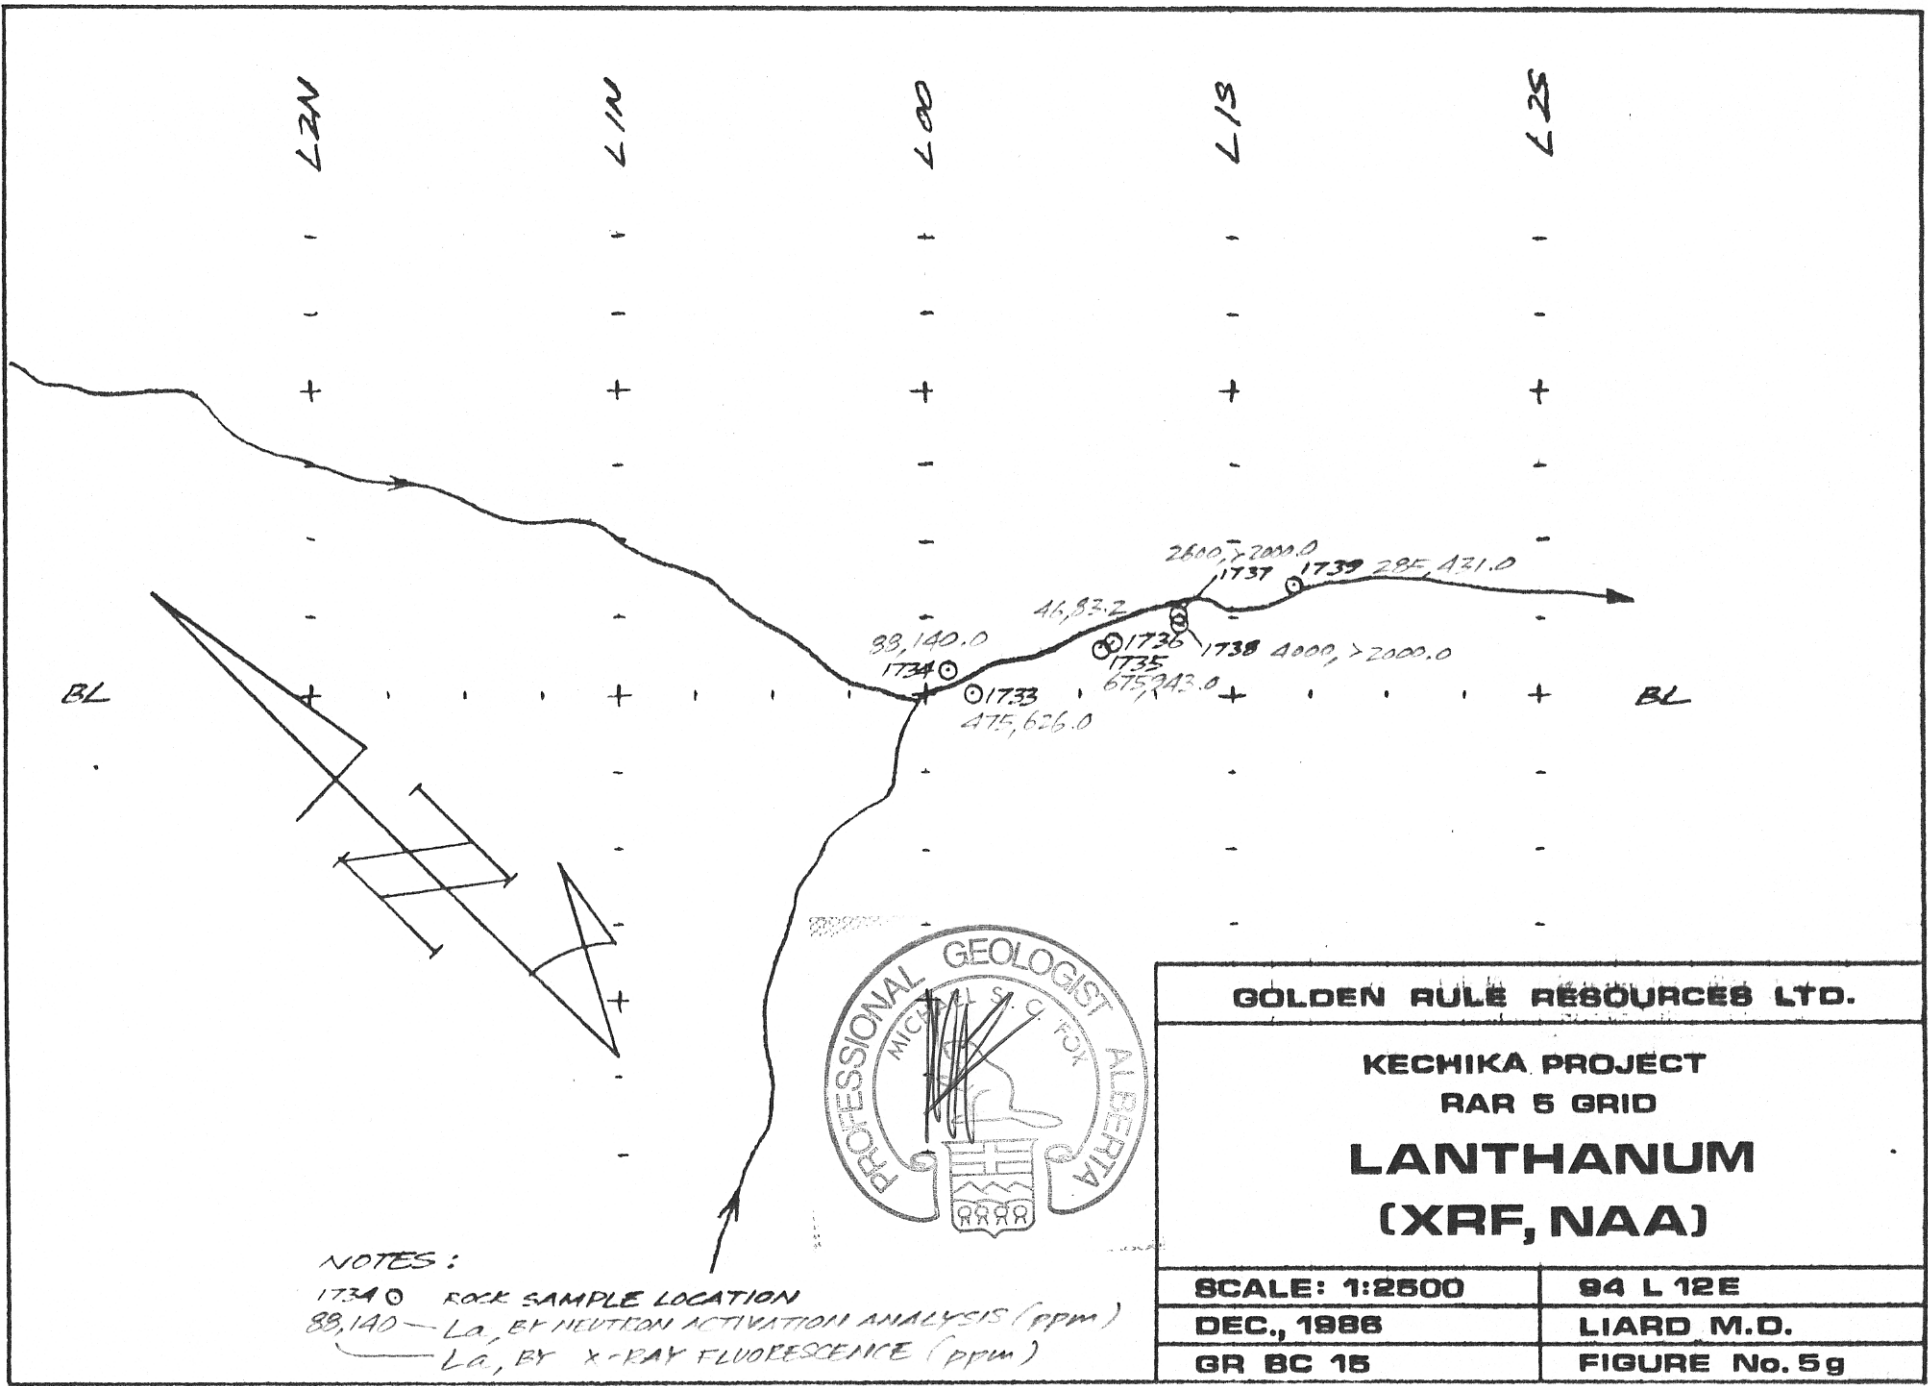 L2N L1N L00 L1S L2S
2600, >2000.0
1737 1739 285, 431.0
46, 83.2
88, 140.0
1734 1736 1738 4000, >2000.0
1735
BL 1733 675, 943.0 BL
475, 626.0
PROFESSIONAL GEOLOGIST ALBERTA
MICHAEL S. C. FOX
GOLDEN RULE RESOURCES LTD.
KECHIKA PROJECT
RAR 5 GRID
LANTHANUM
(XRF, NAA)
SCALE: 1:2500 94 L 12E
DEC., 1986 LIARD M.D.
GR BC 15 FIGURE No. 5g
NOTES:
1734 ROCK SAMPLE LOCATION
88,140 La, BY NEUTRON ACTIVATION ANALYSIS (ppm)
La, BY X-RAY FLUORESCENCE (ppm)